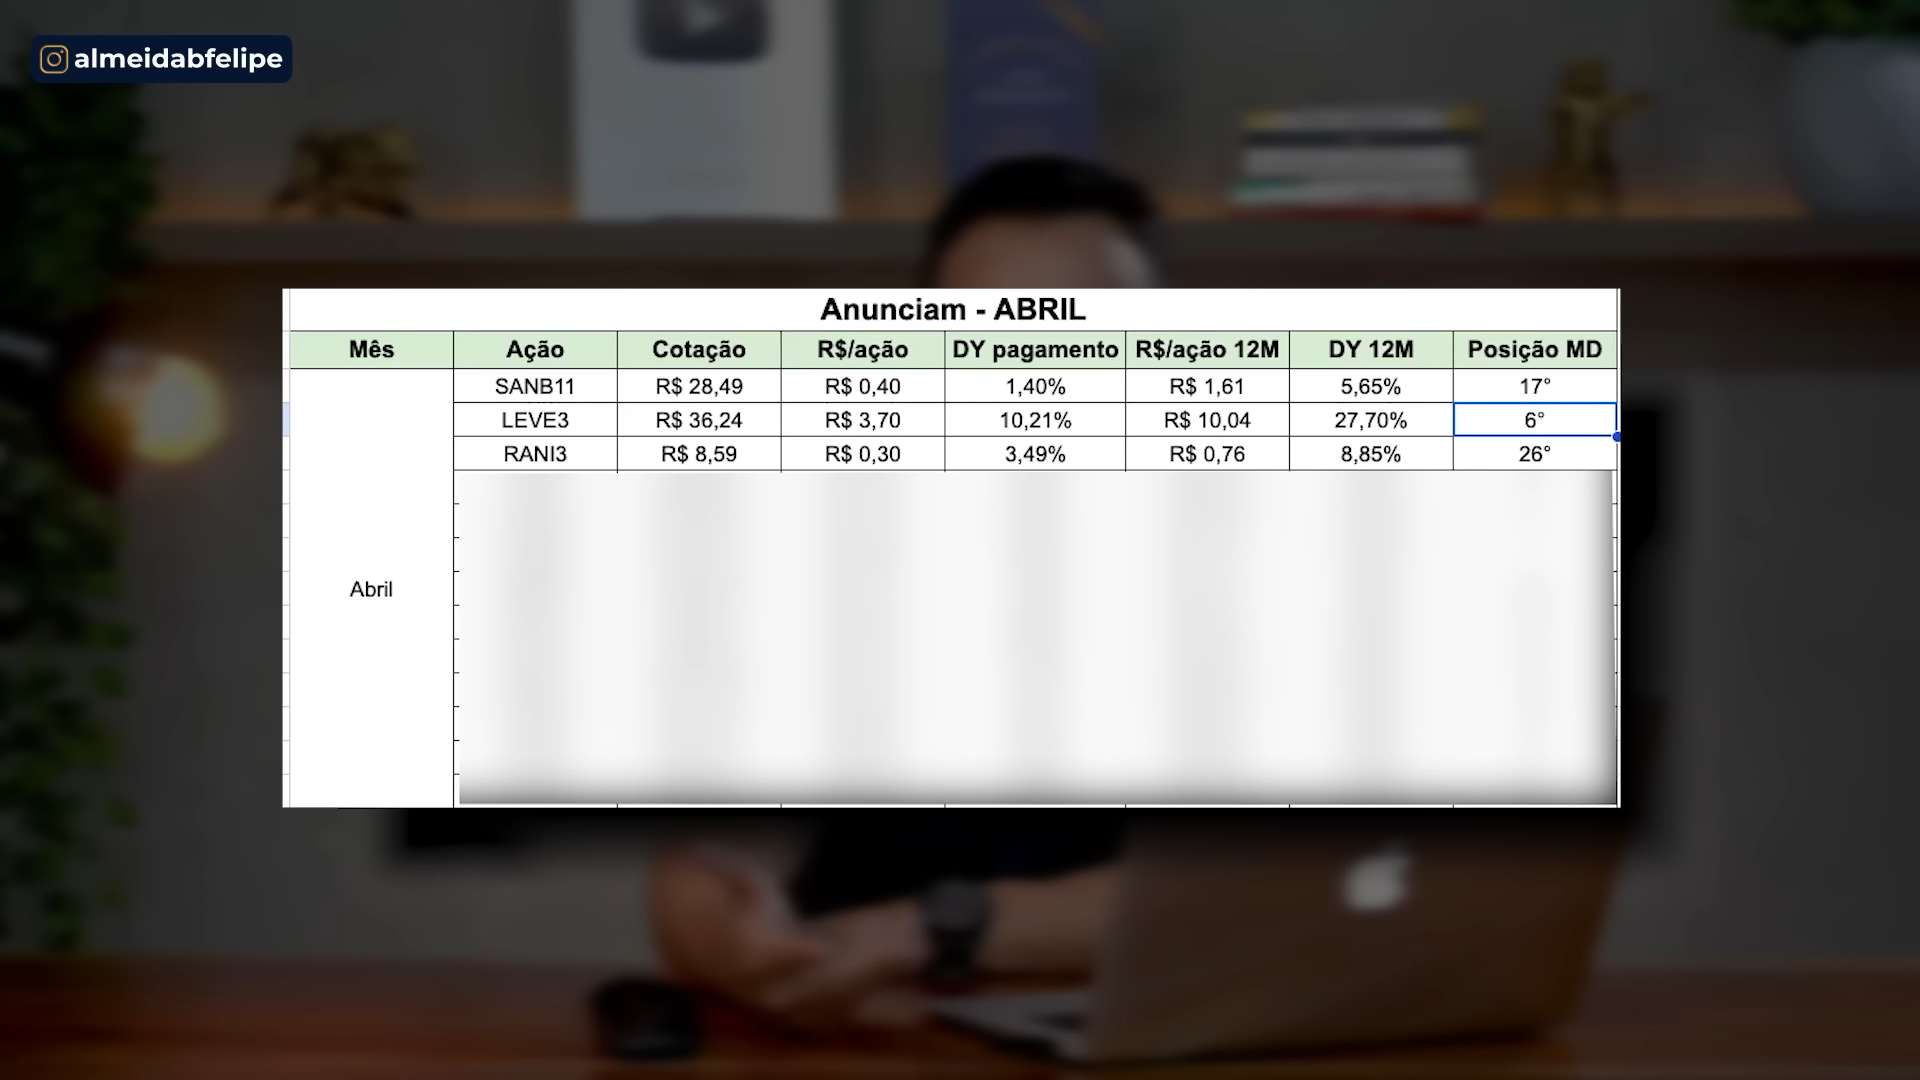 almeidabfelipe
Anunciam - ABRIL
Mês Ação Cotação R$/ação DY pagamento R$/ação 12M DY 12M Posição MD
SANB11 R$ 28,49 R$ 0,40 1,40% R$ 1,61 5,65% 17°
LEVE3 R$ 36,24 R$ 3,70 10,21% R$ 10,04 27,70% 6°
RANI3 R$ 8,59 R$ 0,30 3,49% R$ 0,76 8,85% 26°
Abril